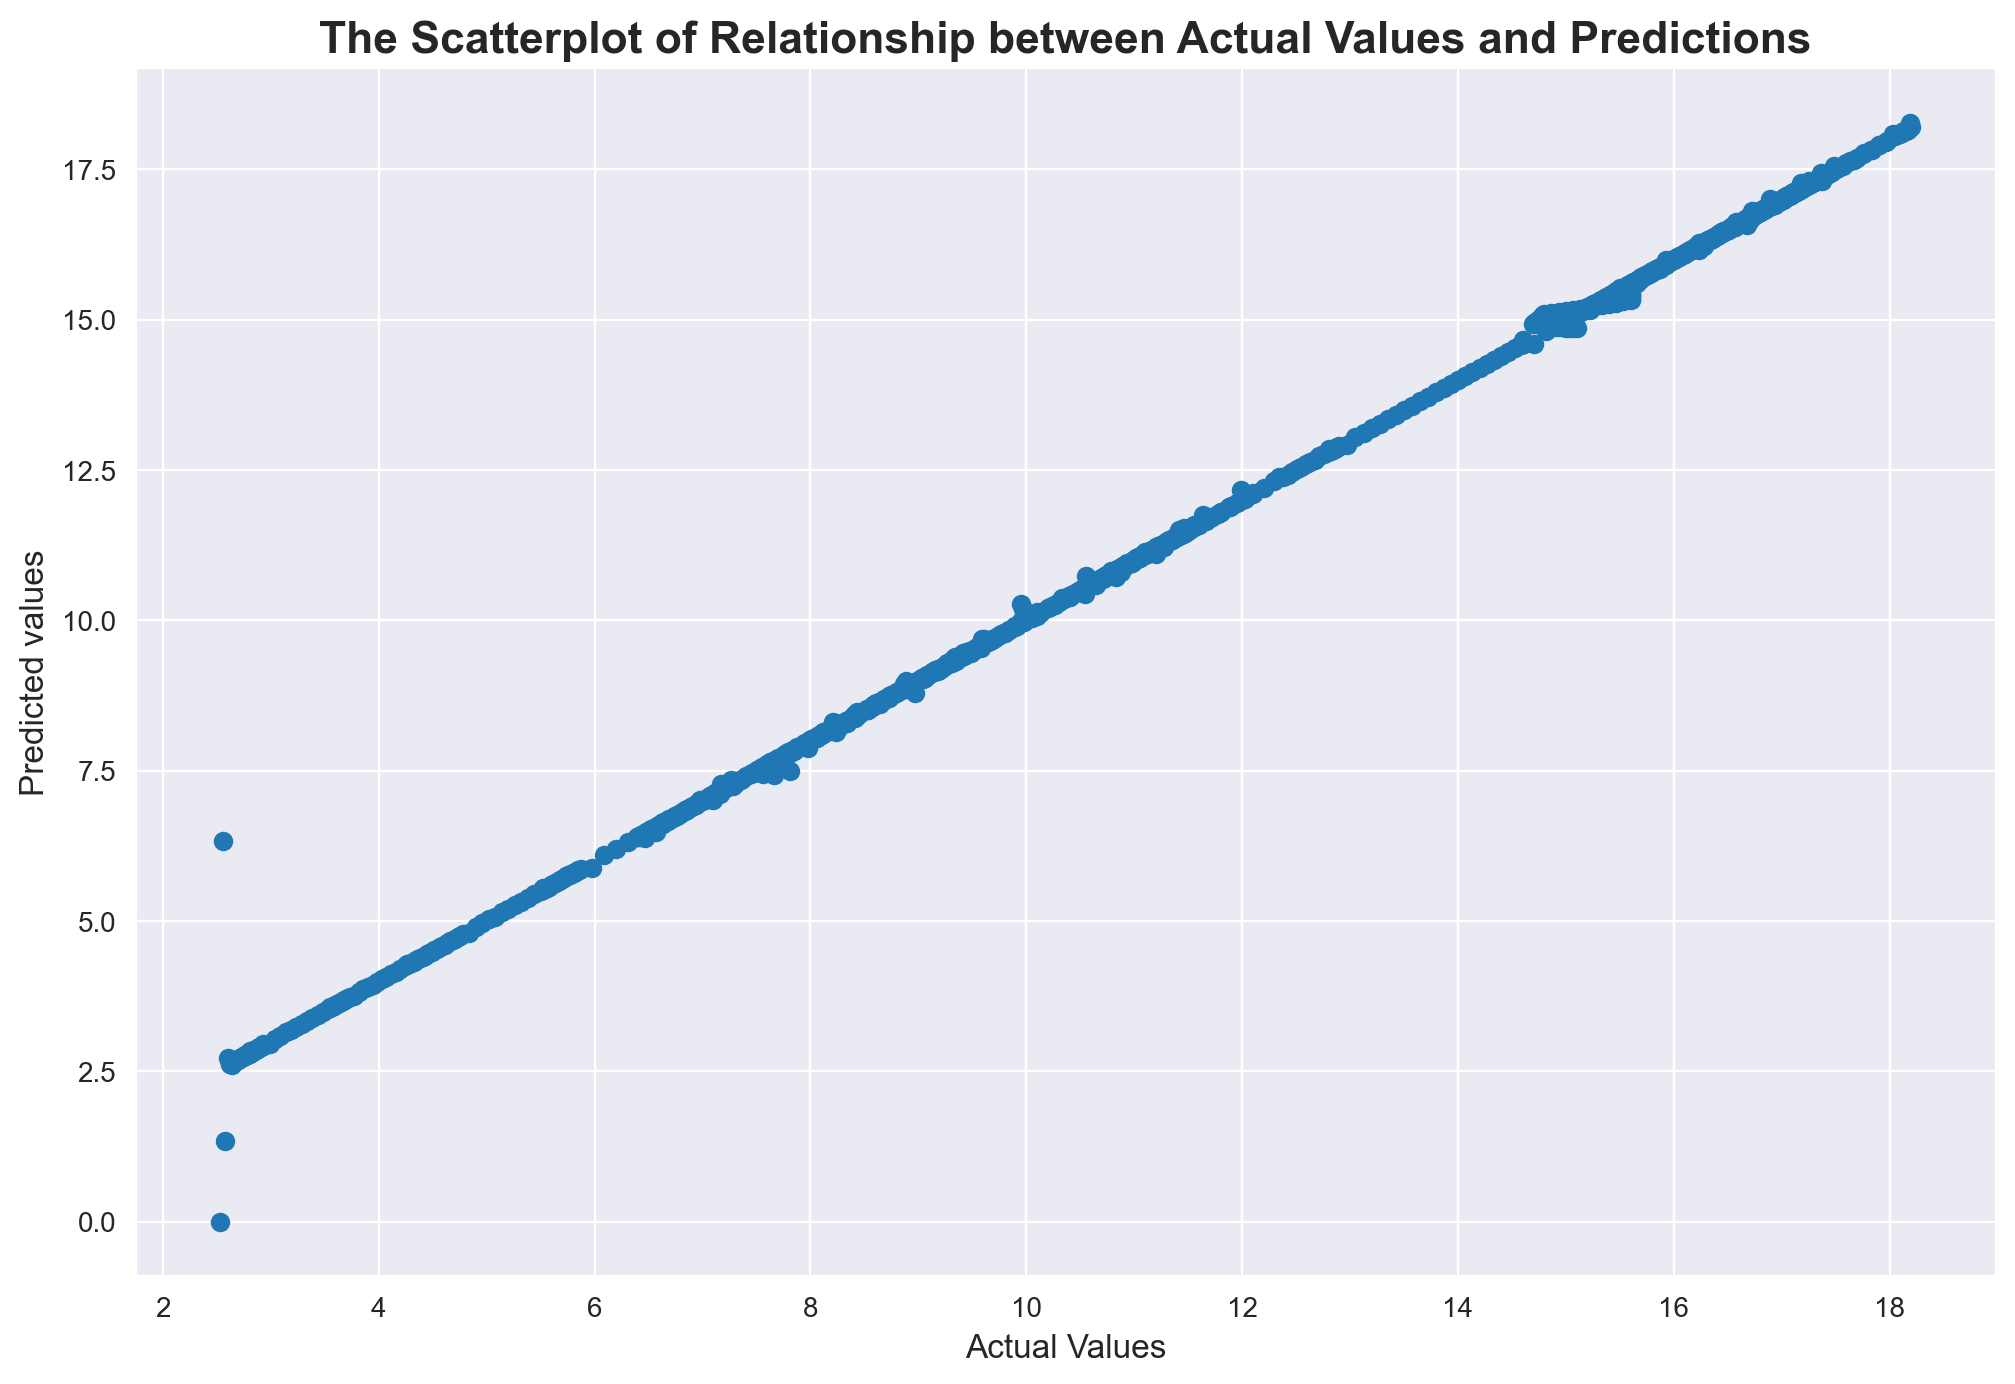 The Scatterplot of Relationship between Actual Values and Predictions
17.5
15.0
12.5
10.0
7.5
5.0
2.5
0.0
Predicted values
2 4 6 8 10 12 14 16 18
Actual Values